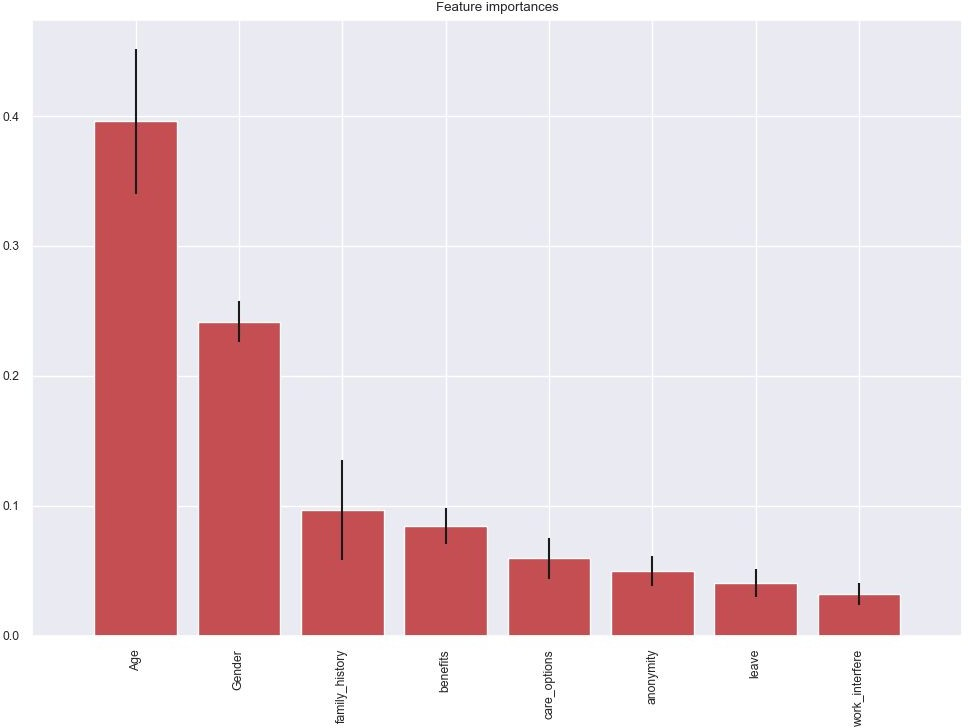 Feature importances
0.4
0.3
0.2
0.1
0.0
Age
Gender
family_history
benefits
care_options
anonymity
leave
work_interfere